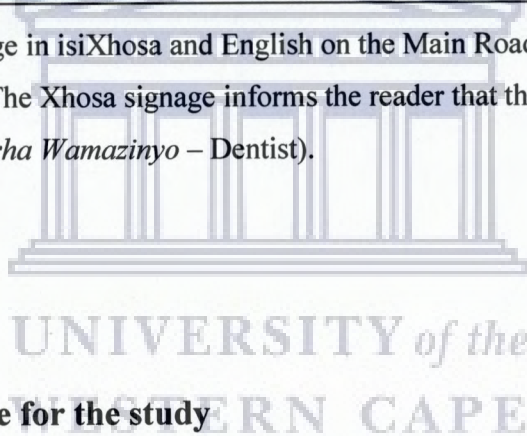 ge in isiXhosa and English on the Main Road
The Xhosa signage informs the reader that th
ha Wamazinyo – Dentist).
UNIVERSITY of the
e for the study
WESTERN CAPE